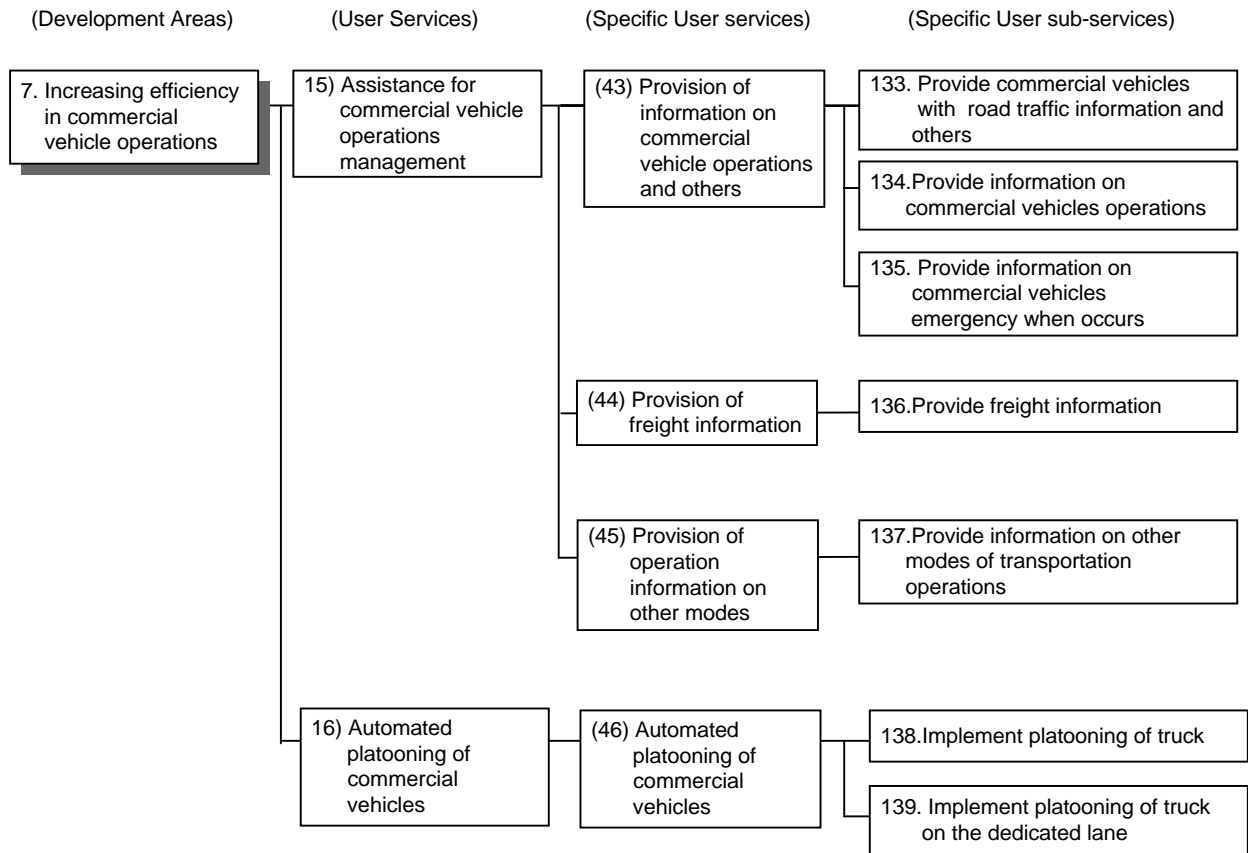 (Development Areas)
(User Services)
(Specific User services)
(Specific User sub-services)
7. Increasing efficiency
in commercial
vehicle operations
15) Assistance for
commercial vehicle
operations
management
(43) Provision of
information on
commercial
vehicle operations
and others
133. Provide commercial vehicles
with road traffic information and
others
134.Provide information on
commercial vehicles operations
135. Provide information on
commercial vehicles
emergency when occurs
(44) Provision of
freight information
136.Provide freight information
(45) Provision of
operation
information on
other modes
137.Provide information on other
modes of transportation
operations
16) Automated
platooning of
commercial
vehicles
(46) Automated
platooning of
commercial
vehicles
138.Implement platooning of truck
139. Implement platooning of truck
on the dedicated lane